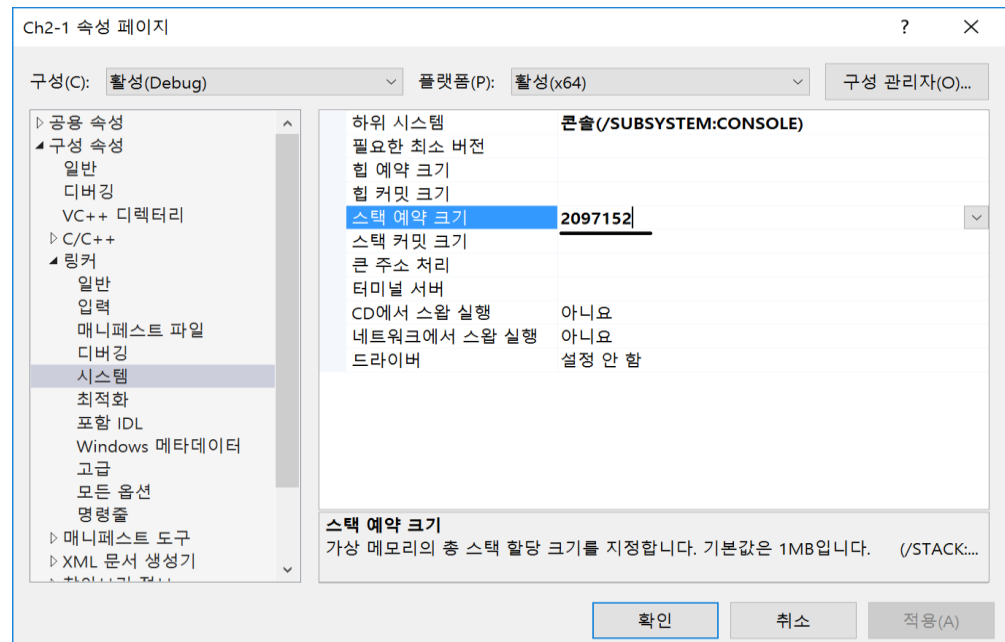 Ch2-1 속성 페이지
구성(C): 활성(Debug) 플랫폼(P): 활성(x64) 구성 관리자(O)...
공용 속성
구성 속성
일반
디버깅
VC++ 디렉터리
C/C++
링커
일반
입력
매니페스트 파일
디버깅
시스템
최적화
포함 IDL
Windows 메타데이터
고급
모든 옵션
명령줄
매니페스트 도구
XML 문서 생성기
하위 시스템 콘솔(/SUBSYSTEM:CONSOLE)
필요한 최소 버전
힙 예약 크기
힙 커밋 크기
스택 예약 크기 2097152
스택 커밋 크기
큰 주소 처리
터미널 서버
CD에서 스왑 실행 아니요
네트워크에서 스왑 실행 아니요
드라이버 설정 안 함
스택 예약 크기
가상 메모리의 총 스택 할당 크기를 지정합니다. 기본값은 1MB입니다. (/STACK:...
확인 취소 적용(A)